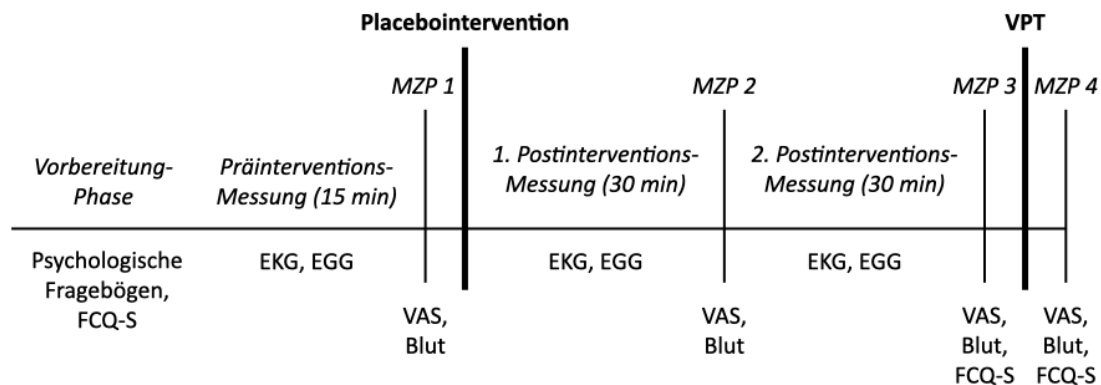 Placebointervention
VPT
MZP 1
MZP 2
MZP 3
MZP 4
Vorbereitung-
Phase
Präinterventions-
Messung (15 min)
1. Postinterventions-
Messung (30 min)
2. Postinterventions-
Messung (30 min)
Psychologische
Fragebögen,
FCQ-S
EKG, EGG
EKG, EGG
EKG, EGG
VAS,
Blut
VAS,
Blut
VAS,
Blut,
FCQ-S
VAS,
Blut,
FCQ-S